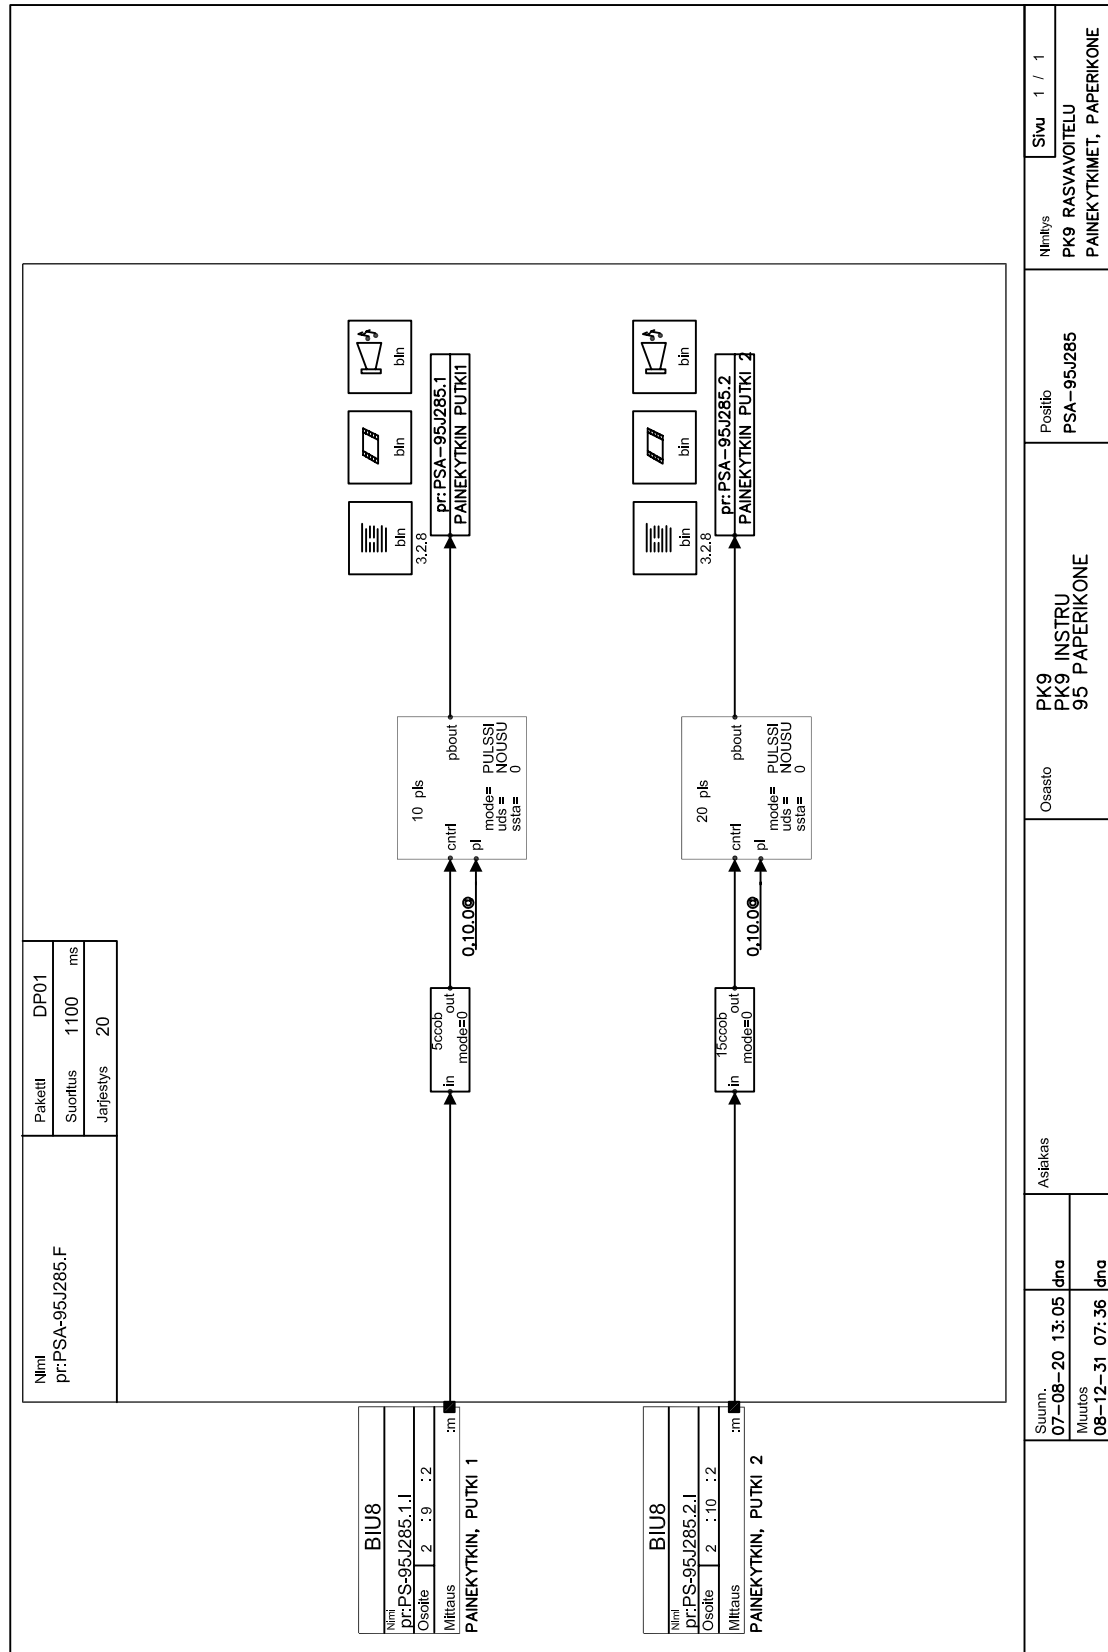 Nimi
pr:PSA-95J285.F
Paketti DP01
Suoritus 1100 ms
Jarjestys 20
BIU8
Nimi
pr:PS-95J285.1.I
Osoite 2 :9 :2
Mittaus :m
PAINEKYTKIN, PUTKI 1
in 5ccob out
mode=0
0,10.0@
10 pls
cntrl pbout
pl
mode= PULSSI
uds= NOUSU
ssta= 0
bin
3.2.8
bin
bin
pr:PSA-95J285.1
PAINEKYTKIN PUTKI1
BIU8
Nimi
pr:PS-95J285.2.I
Osoite 2 :10 :2
Mittaus :m
PAINEKYTKIN, PUTKI 2
in 15ccob out
mode=0
0,10.0@
20 pls
cntrl pbout
pl
mode= PULSSI
uds= NOUSU
ssta= 0
bin
3.2.8
bin
bin
pr:PSA-95J285.2
PAINEKYTKIN PUTKI 2
Suunn.
07-08-20 13:05 dna
Muutos
08-12-31 07:36 dna
Asiakas
Osasto
PK9
PK9 INSTRU
95 PAPERIKONE
Positio
PSA-95J285
Nimitys
PK9 RASVAVOITELU
PAINEKYTKIMET, PAPERIKONE
Sivu 1 / 1